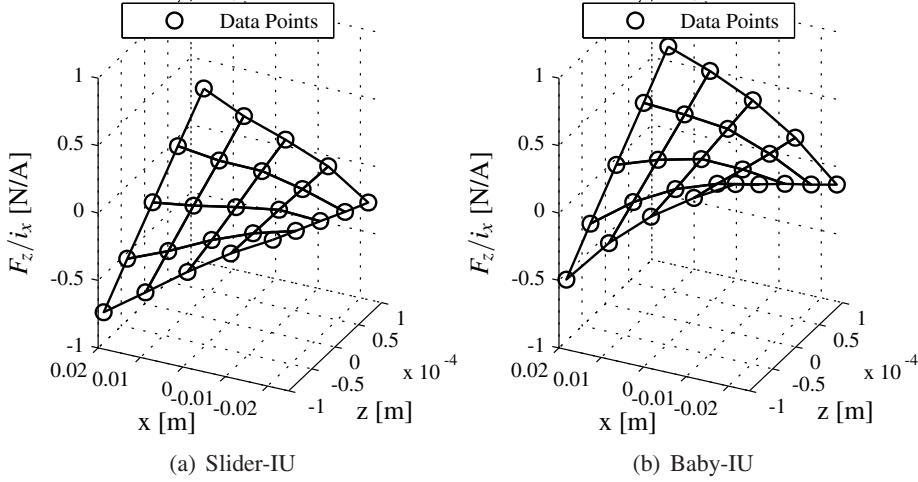 Data Points
1
0.5
0
-0.5
-1
F_z/i_x [N/A]
0.02
0.01
0
-0.01
-0.02
x [m]
-1
-0.5
0
0.5
1
x 10^-4
z [m]
(a) Slider-IU
Data Points
1
0.5
0
-0.5
-1
F_z/i_x [N/A]
0.02
0.01
0
-0.01
-0.02
x [m]
-1
-0.5
0
0.5
1
x 10^-4
z [m]
(b) Baby-IU